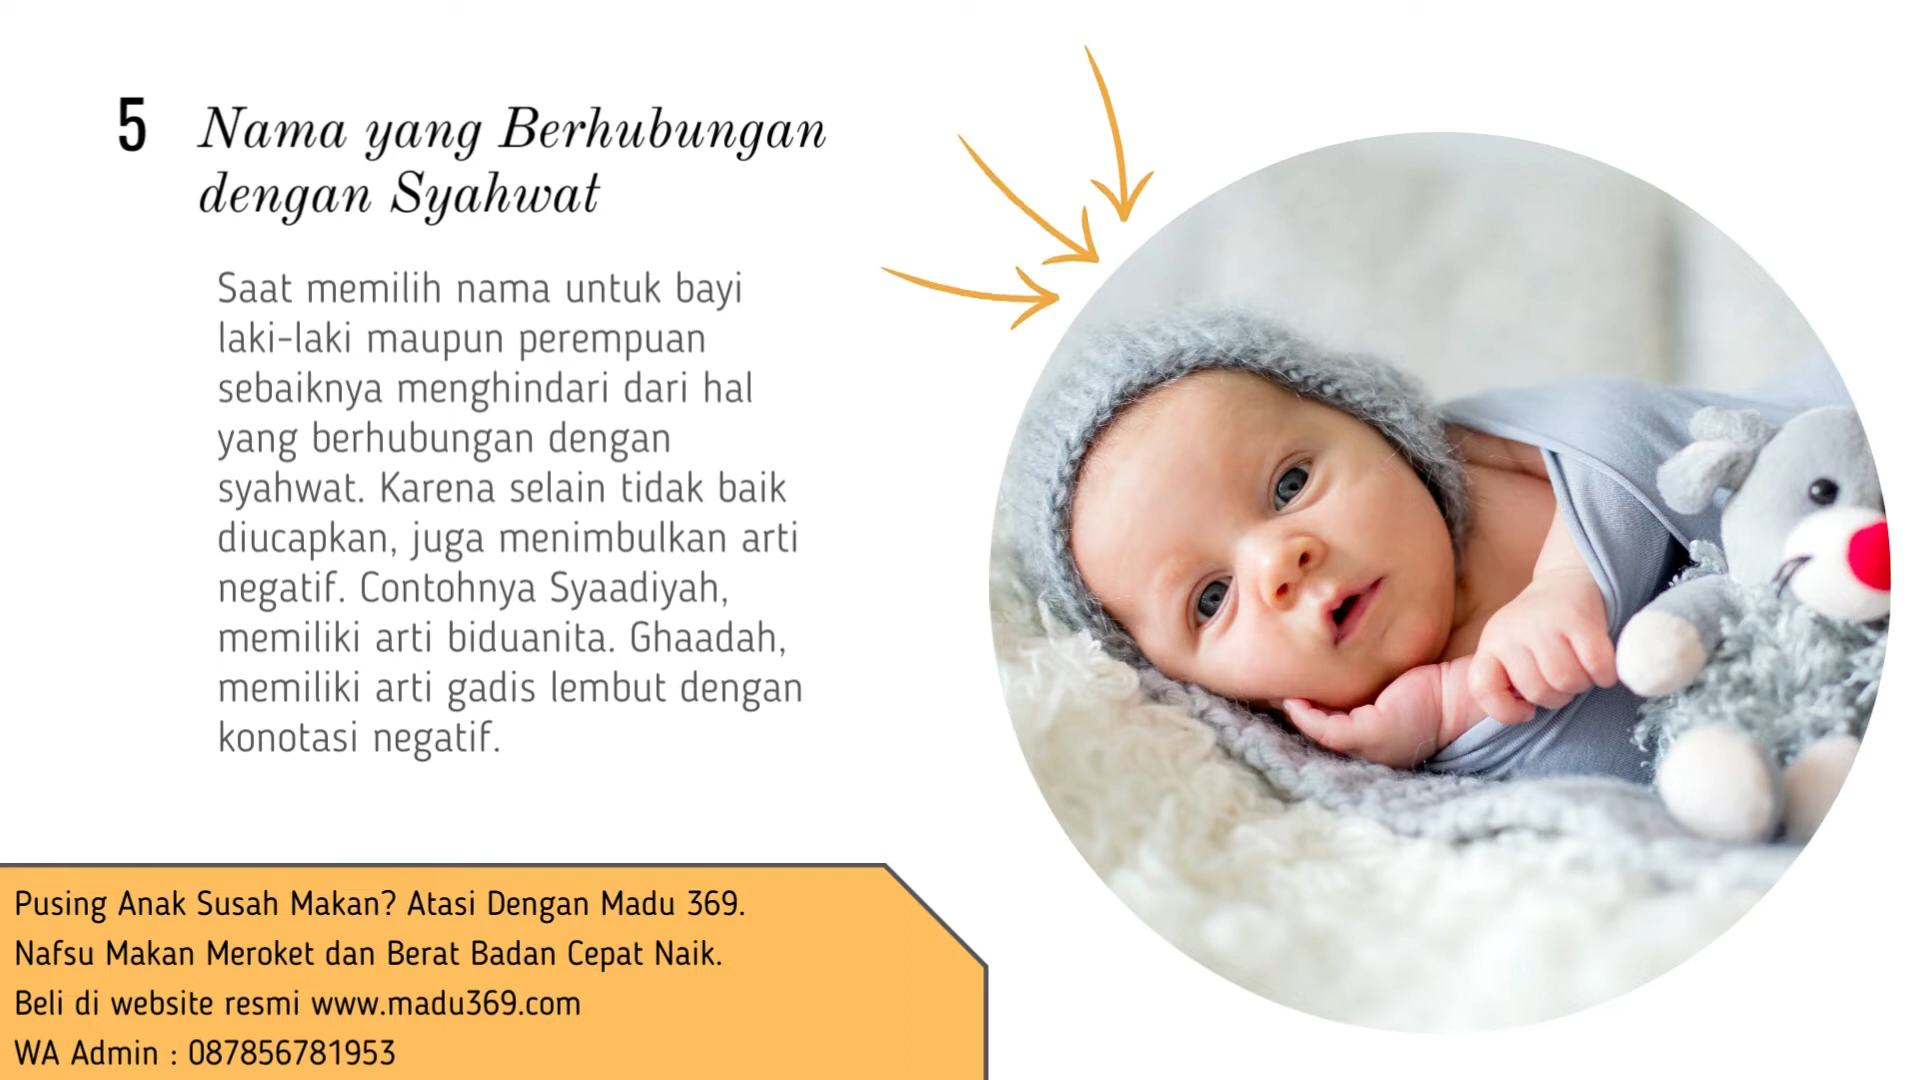 5 Nama yang Berhubungan
dengan Syahwat
Saat memilih nama untuk bayi
laki-laki maupun perempuan
sebaiknya menghindari dari hal
yang berhubungan dengan
syahwat. Karena selain tidak baik
diucapkan, juga menimbulkan arti
negatif. Contohnya Syaadiyah,
memiliki arti biduanita. Ghaadah,
memiliki arti gadis lembut dengan
konotasi negatif.
Pusing Anak Susah Makan? Atasi Dengan Madu 369.
Nafsu Makan Meroket dan Berat Badan Cepat Naik.
Beli di website resmi www.madu369.com
WA Admin : 087856781953